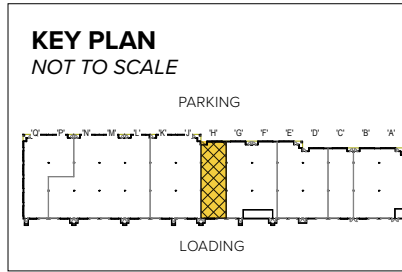 KEY PLAN
NOT TO SCALE
PARKING
'Q' 'P' 'N' 'M' 'L' 'K' 'J' 'H' 'G' 'F' 'E' 'D' 'C' 'B' 'A'
LOADING